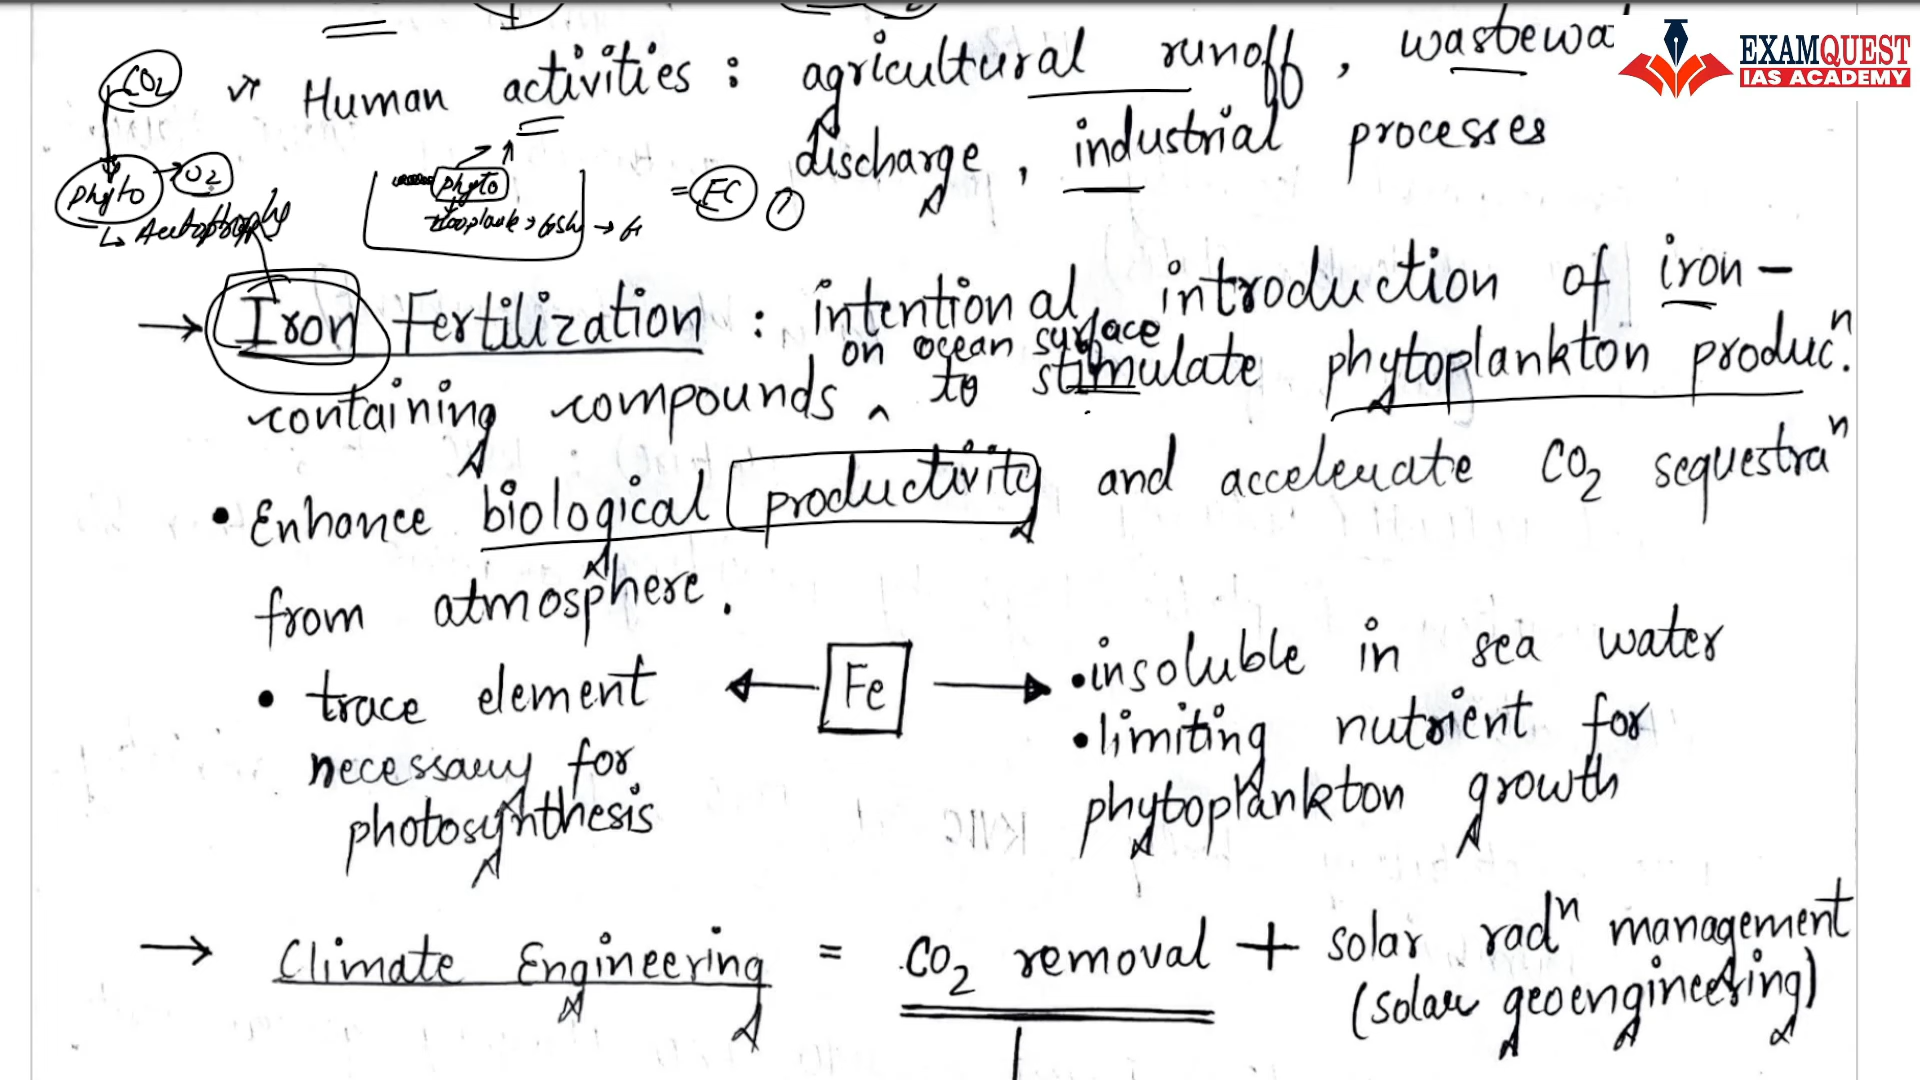 EXAMQUEST
IAS ACADEMY
CO2
Human activities : agricultural runoff, wastewa
discharge, industrial processes
phyto → O2
↳ Autotrophs
phyto
→ fish →
= EC ①
→ Iron Fertilization : intentional introduction of iron-
on ocean surface
containing compounds ^ to stimulate phytoplankton producⁿ.
• Enhance biological productivity and accelerate CO2 sequestraⁿ
from atmosphere.
• trace element ← Fe → • insoluble in sea water
necessary for • limiting nutrient for
photosynthesis phytoplankton growth
→ Climate Engineering = CO2 removal + solar radⁿ management
(solar geoengineering)